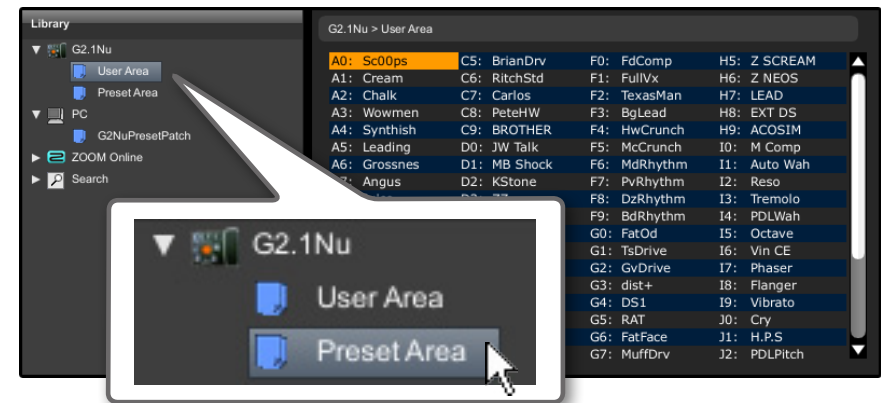 Library
G2.1Nu > User Area
G2.1Nu
User Area
Preset Area
PC
G2NuPresetPatch
ZOOM Online
Search
A0: Sc00ps C5: BrianDrv F0: FdComp H5: Z SCREAM
A1: Cream C6: RitchStd F1: FullVx H6: Z NEOS
A2: Chalk C7: Carlos F2: TexasMan H7: LEAD
A3: Wowmen C8: PeteHW F3: BgLead H8: EXT DS
A4: Synthish C9: BROTHER F4: HwCrunch H9: ACOSIM
A5: Leading D0: JW Talk F5: McCrunch I0: M Comp
A6: Grossnes D1: MB Shock F6: MdRhythm I1: Auto Wah
Angus D2: KStone F7: PvRhythm I2: Reso
F8: DzRhythm I3: Tremolo
F9: BdRhythm I4: PDLWah
G0: FatOd I5: Octave
G1: TsDrive I6: Vin CE
G2: GvDrive I7: Phaser
G3: dist+ I8: Flanger
G4: DS1 I9: Vibrato
G5: RAT J0: Cry
G6: FatFace J1: H.P.S
G7: MuffDrv J2: PDLPitch
G2.1Nu
User Area
Preset Area